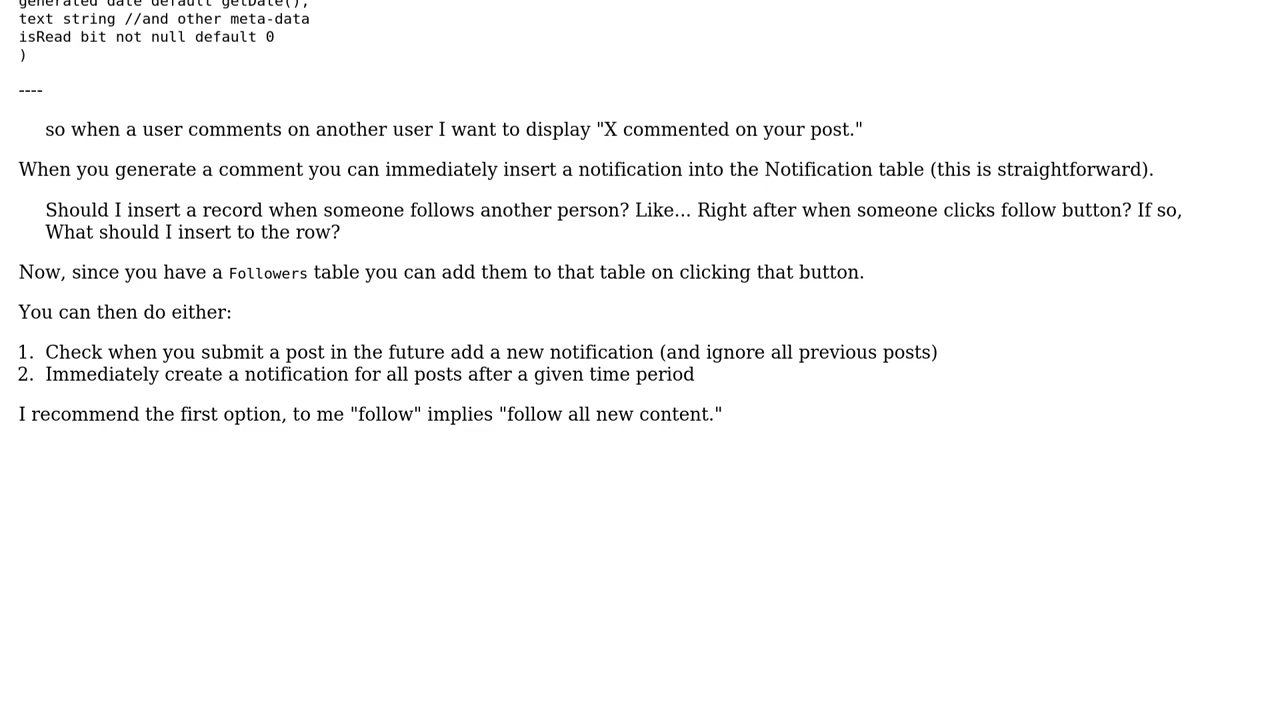 generated date default getDate(),
text string //and other meta-data
isRead bit not null default 0
)
----
so when a user comments on another user I want to display "X commented on your post."
When you generate a comment you can immediately insert a notification into the Notification table (this is straightforward).
Should I insert a record when someone follows another person? Like... Right after when someone clicks follow button? If so,
What should I insert to the row?
Now, since you have a Followers table you can add them to that table on clicking that button.
You can then do either:
1. Check when you submit a post in the future add a new notification (and ignore all previous posts)
2. Immediately create a notification for all posts after a given time period
I recommend the first option, to me "follow" implies "follow all new content."